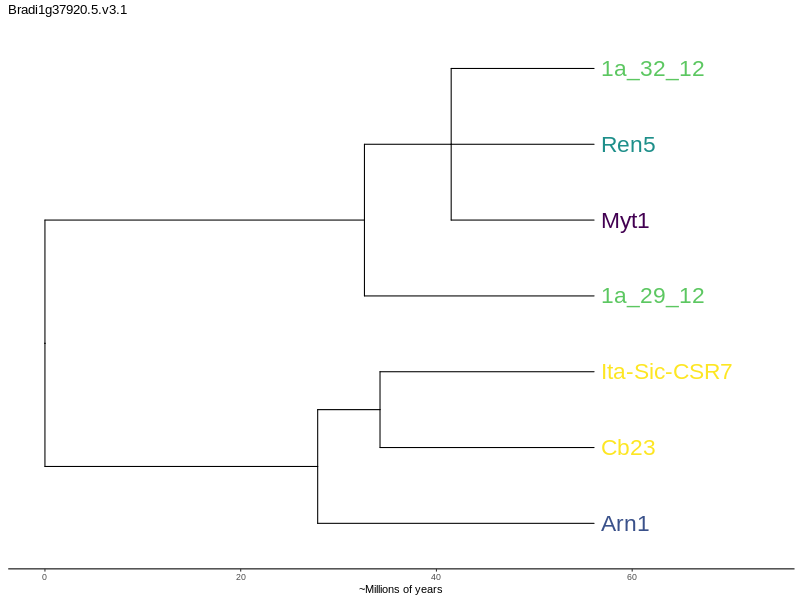 Bradi1g37920.5.v3.1
1a_32_12
Ren5
Myt1
1a_29_12
Ita-Sic-CSR7
Cb23
Arn1
0 20 40 60
~Millions of years